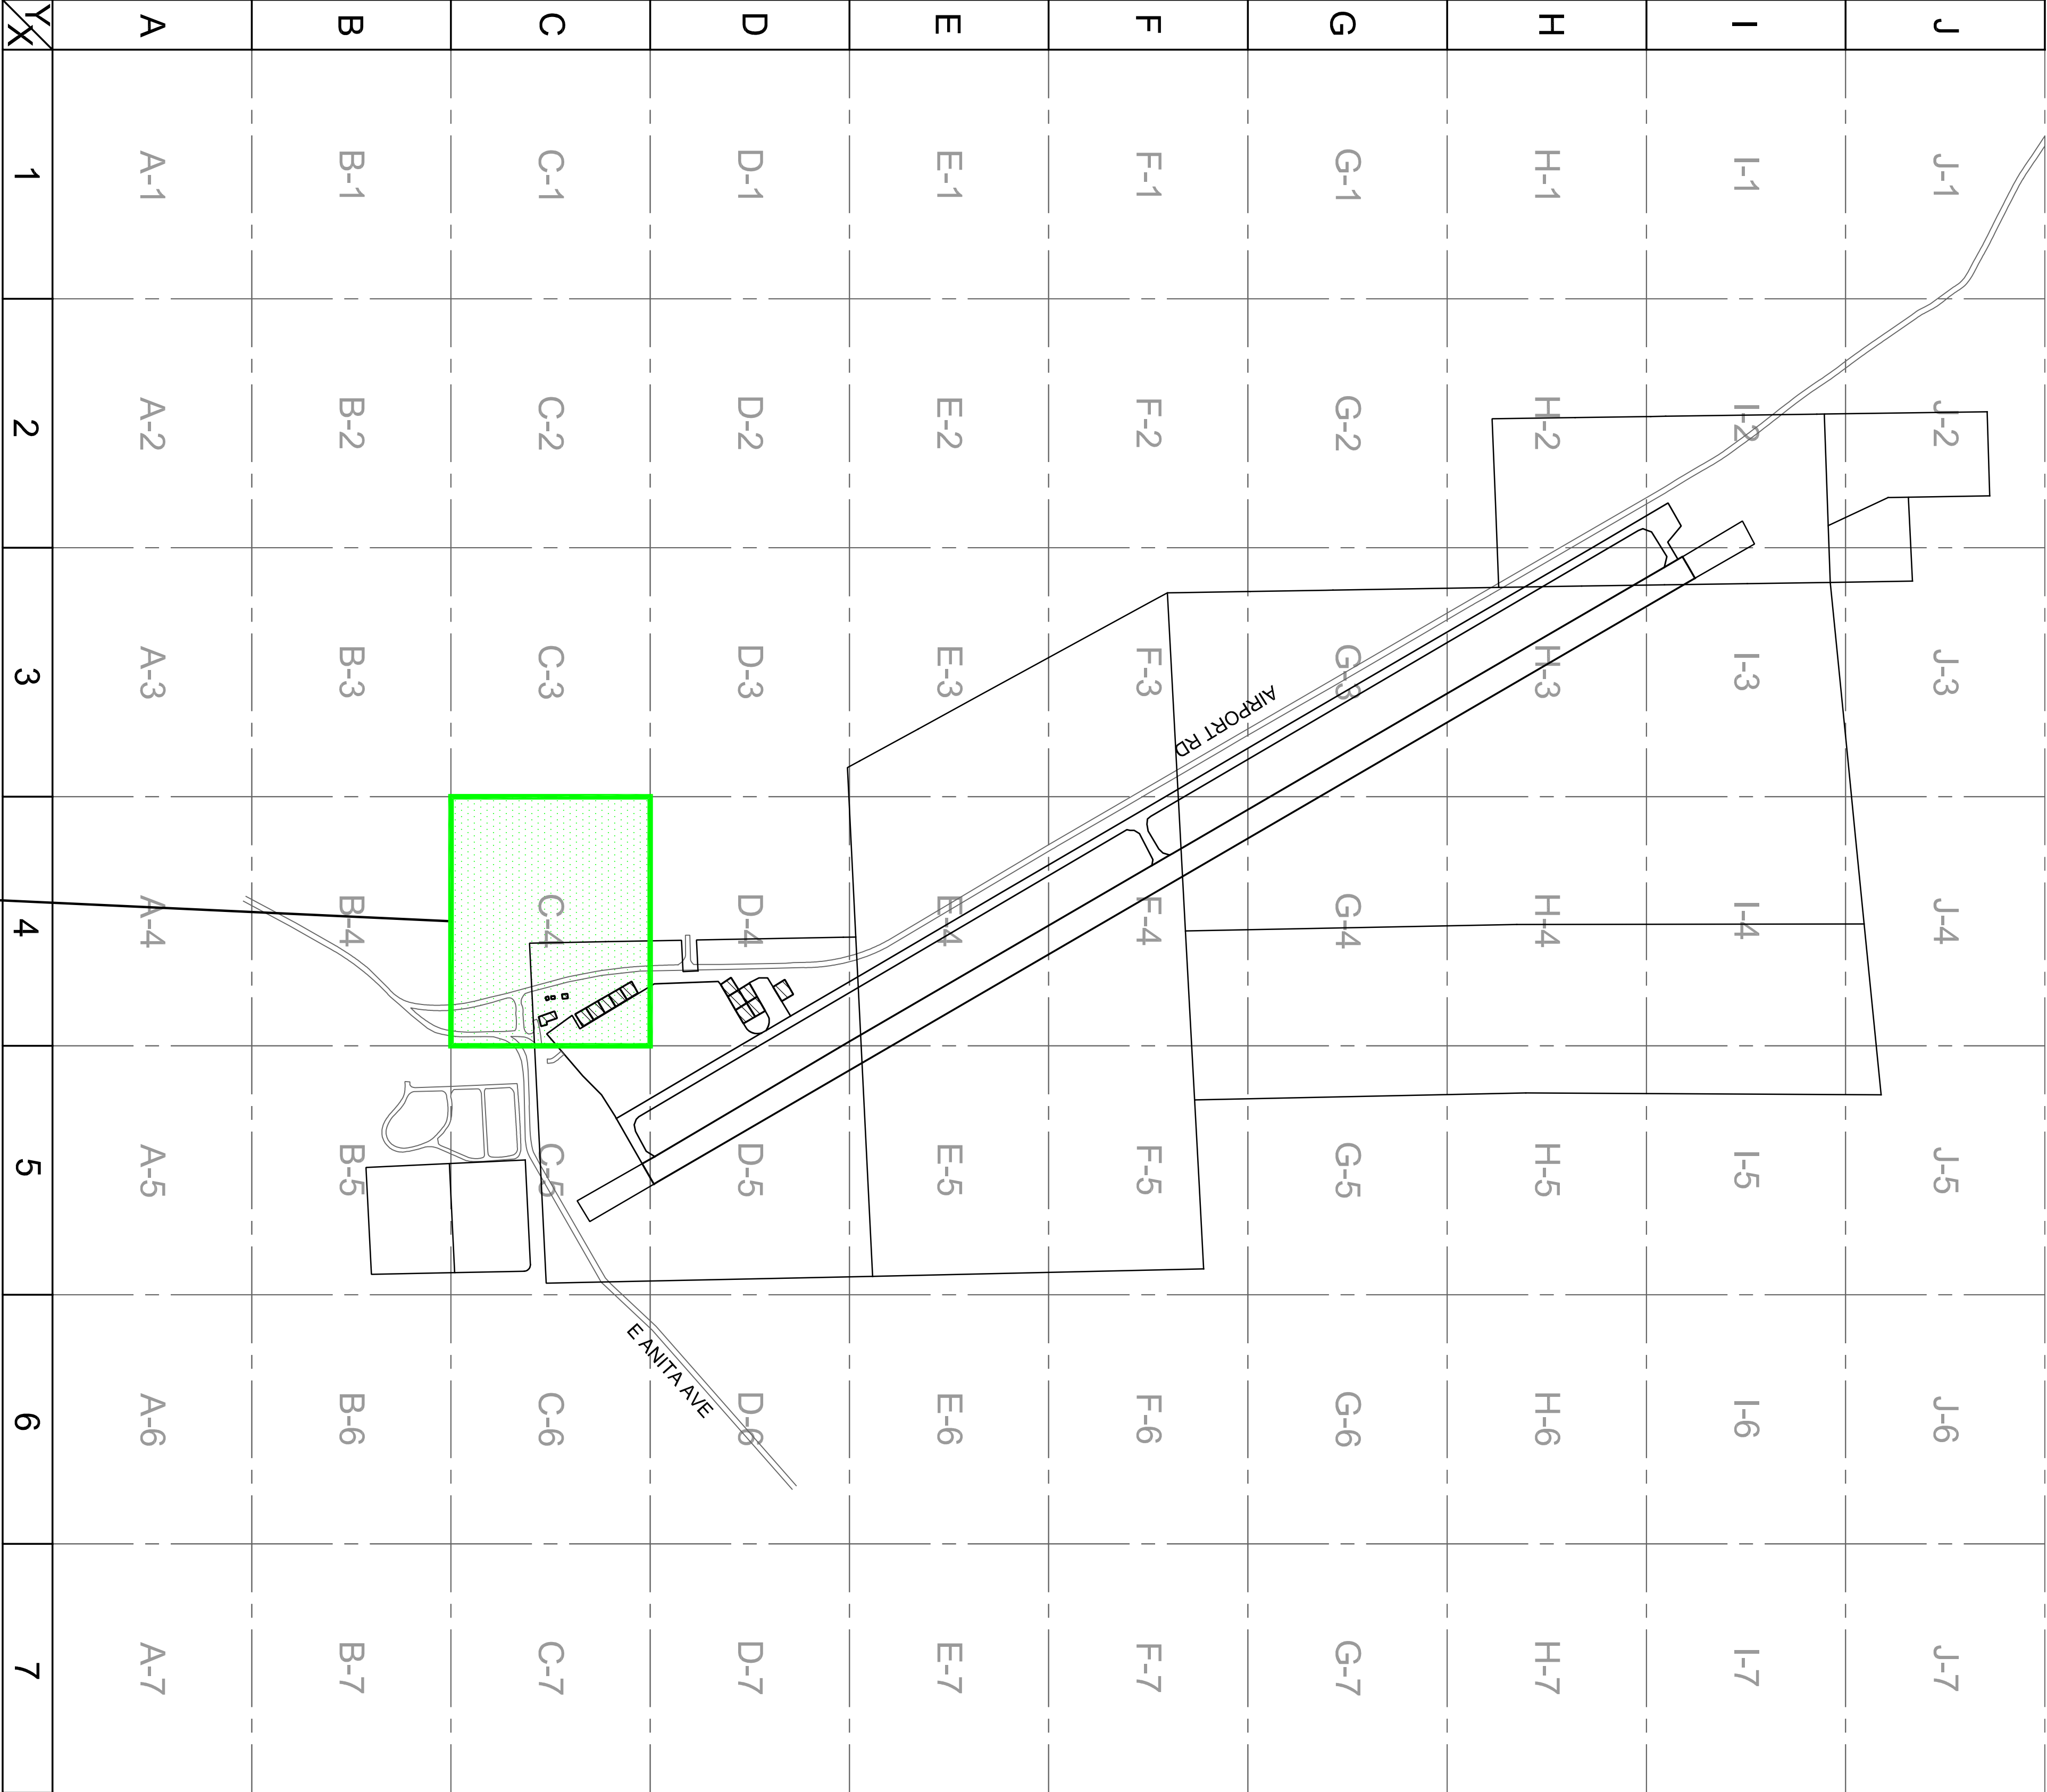 Y X
A
B
C
D
E
F
G
H
I
J
1
A-1
B-1
C-1
D-1
E-1
F-1
G-1
H-1
I-1
J-1
2
A-2
B-2
C-2
D-2
E-2
F-2
G-2
H-2
I-2
J-2
3
A-3
B-3
C-3
D-3
E-3
F-3
G-3
H-3
I-3
J-3
AIRPORT RD
4
A-4
B-4
C-4
D-4
E-4
F-4
G-4
H-4
I-4
J-4
5
A-5
B-5
C-5
D-5
E-5
F-5
G-5
H-5
I-5
J-5
E ANITA AVE
6
A-6
B-6
C-6
D-6
E-6
F-6
G-6
H-6
I-6
J-6
7
A-7
B-7
C-7
D-7
E-7
F-7
G-7
H-7
I-7
J-7